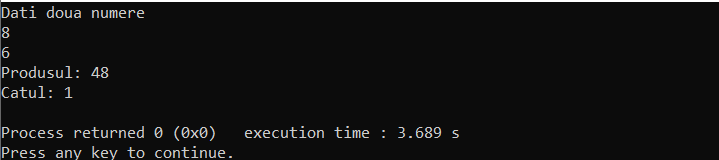 Dati doua numere
8
6
Produsul: 48
Catul: 1
Process returned 0 (0x0)   execution time : 3.689 s
Press any key to continue.